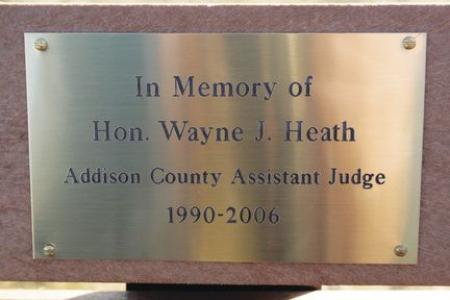 In Memory of
Hon. Wayne J. Heath
Addison County Assistant Judge
1990-2006